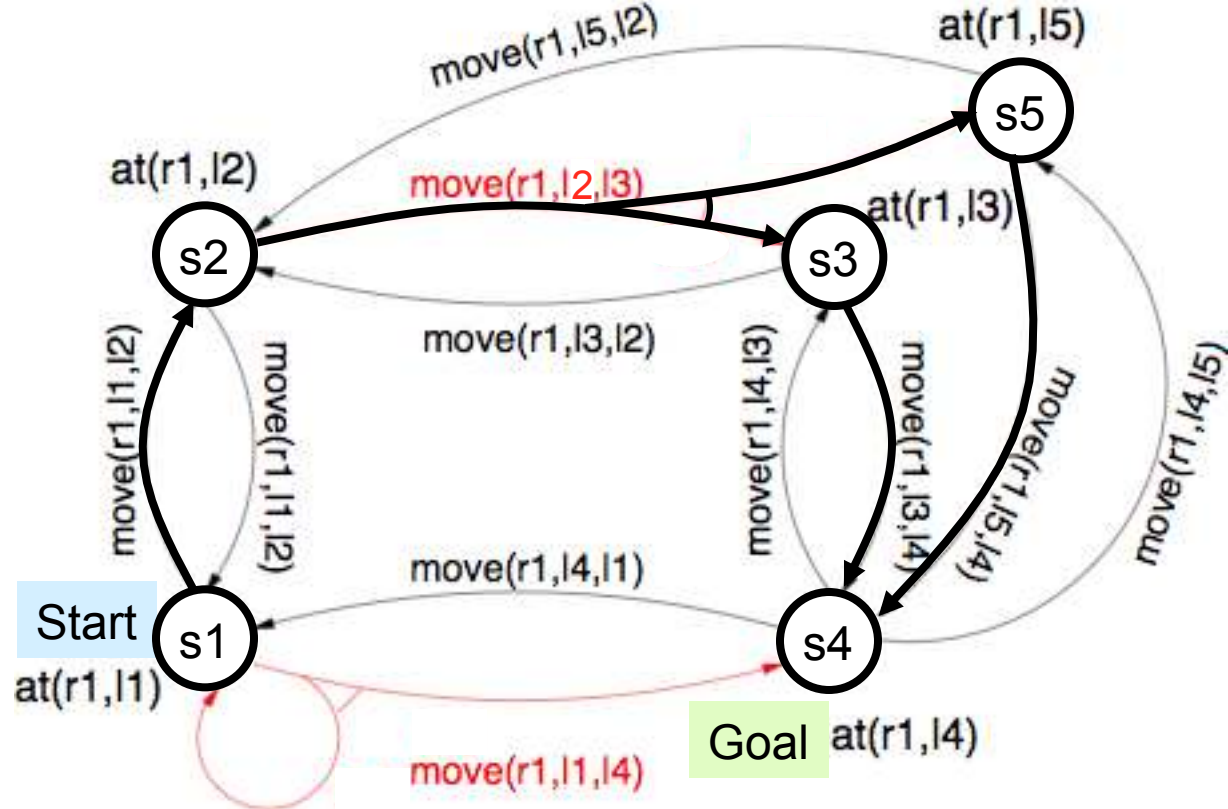 move(r1,l5,l2)
at(r1,l5)
s5
at(r1,l2)
move(r1,l2,l3)
at(r1,l3)
s2
s3
move(r1,l3,l2)
move(r1,l1,l2)
move(r1,l1,l2)
move(r1,l4,l3)
move(r1,l3,l4)
move(r1,l5,l4)
move(r1,l4,l5)
move(r1,l4,l1)
Start
s1
s4
at(r1,l1)
Goal
at(r1,l4)
move(r1,l1,l4)